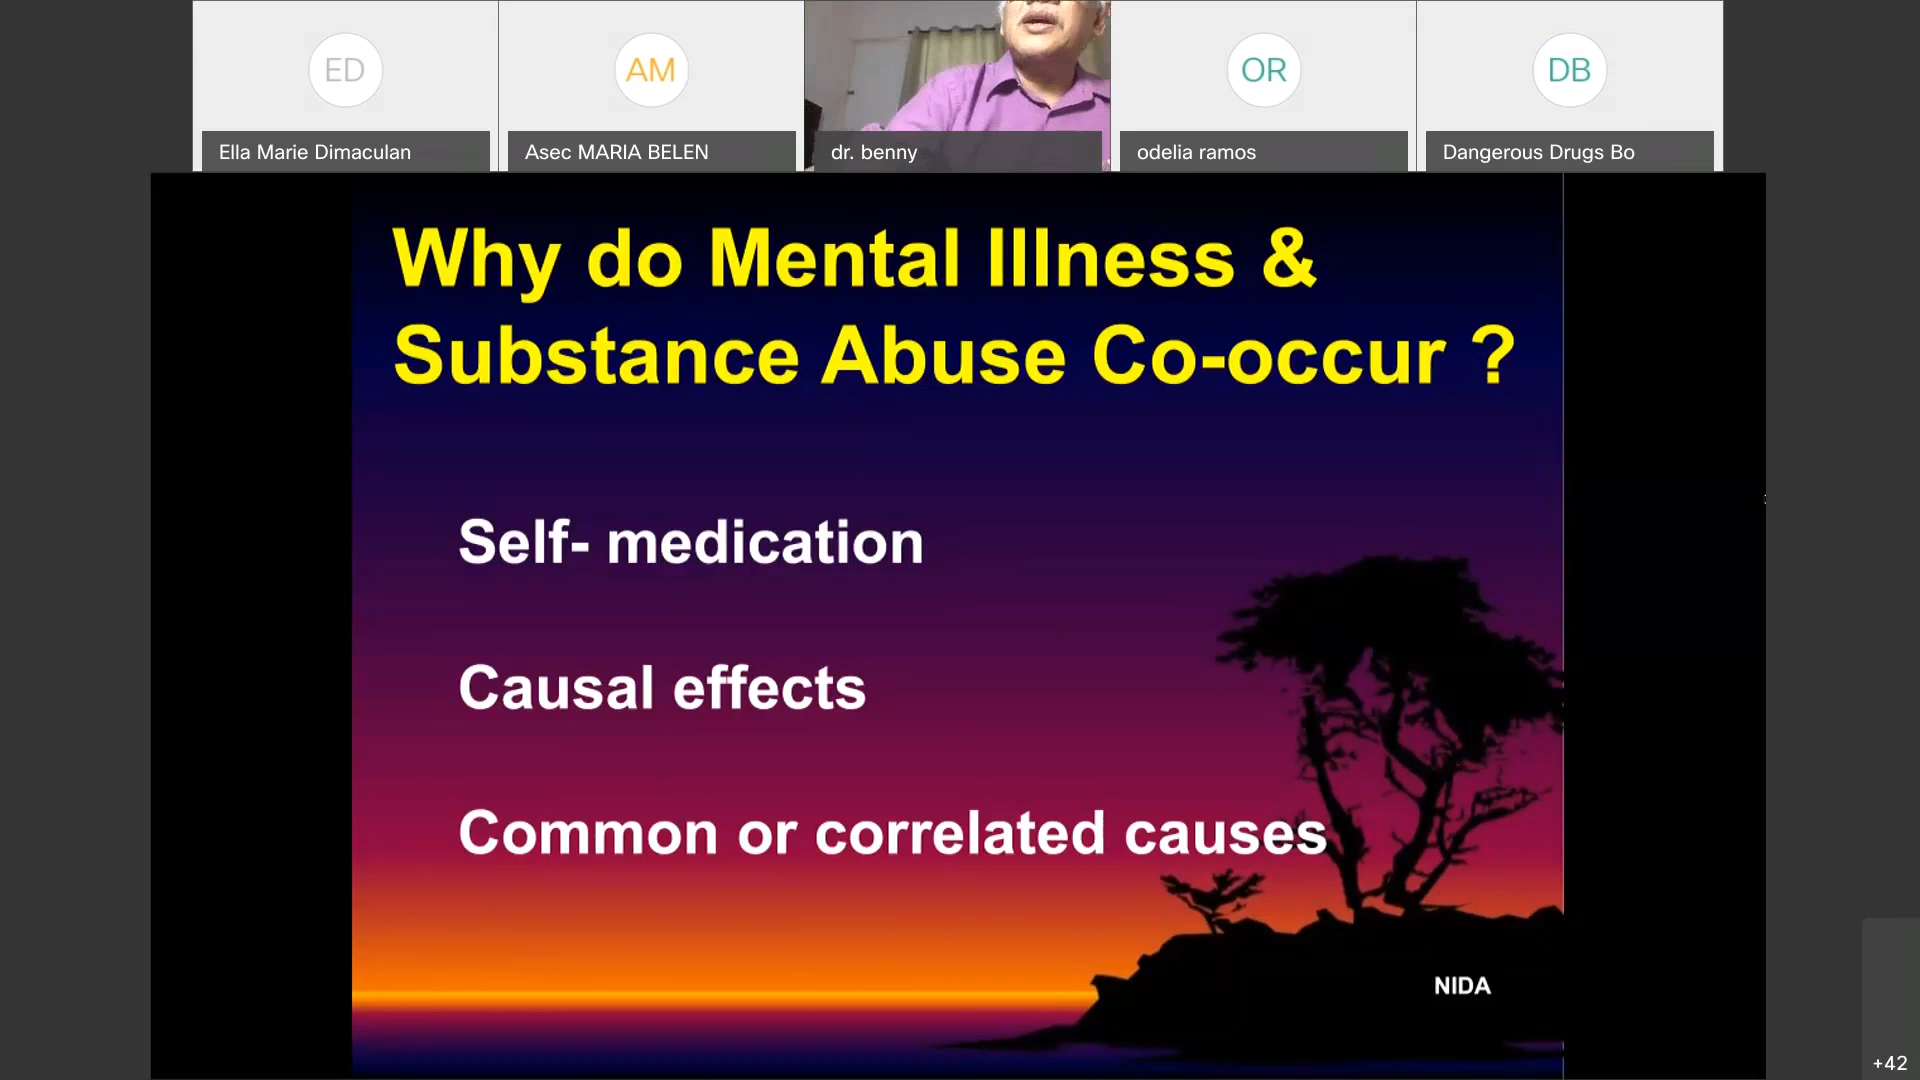 ED
AM
OR
DB
Ella Marie Dimaculan
Asec MARIA BELEN
dr. benny
odelia ramos
Dangerous Drugs Bo
Why do Mental Illness &
Substance Abuse Co-occur ?
Self- medication
Causal effects
Common or correlated causes
NIDA
+42